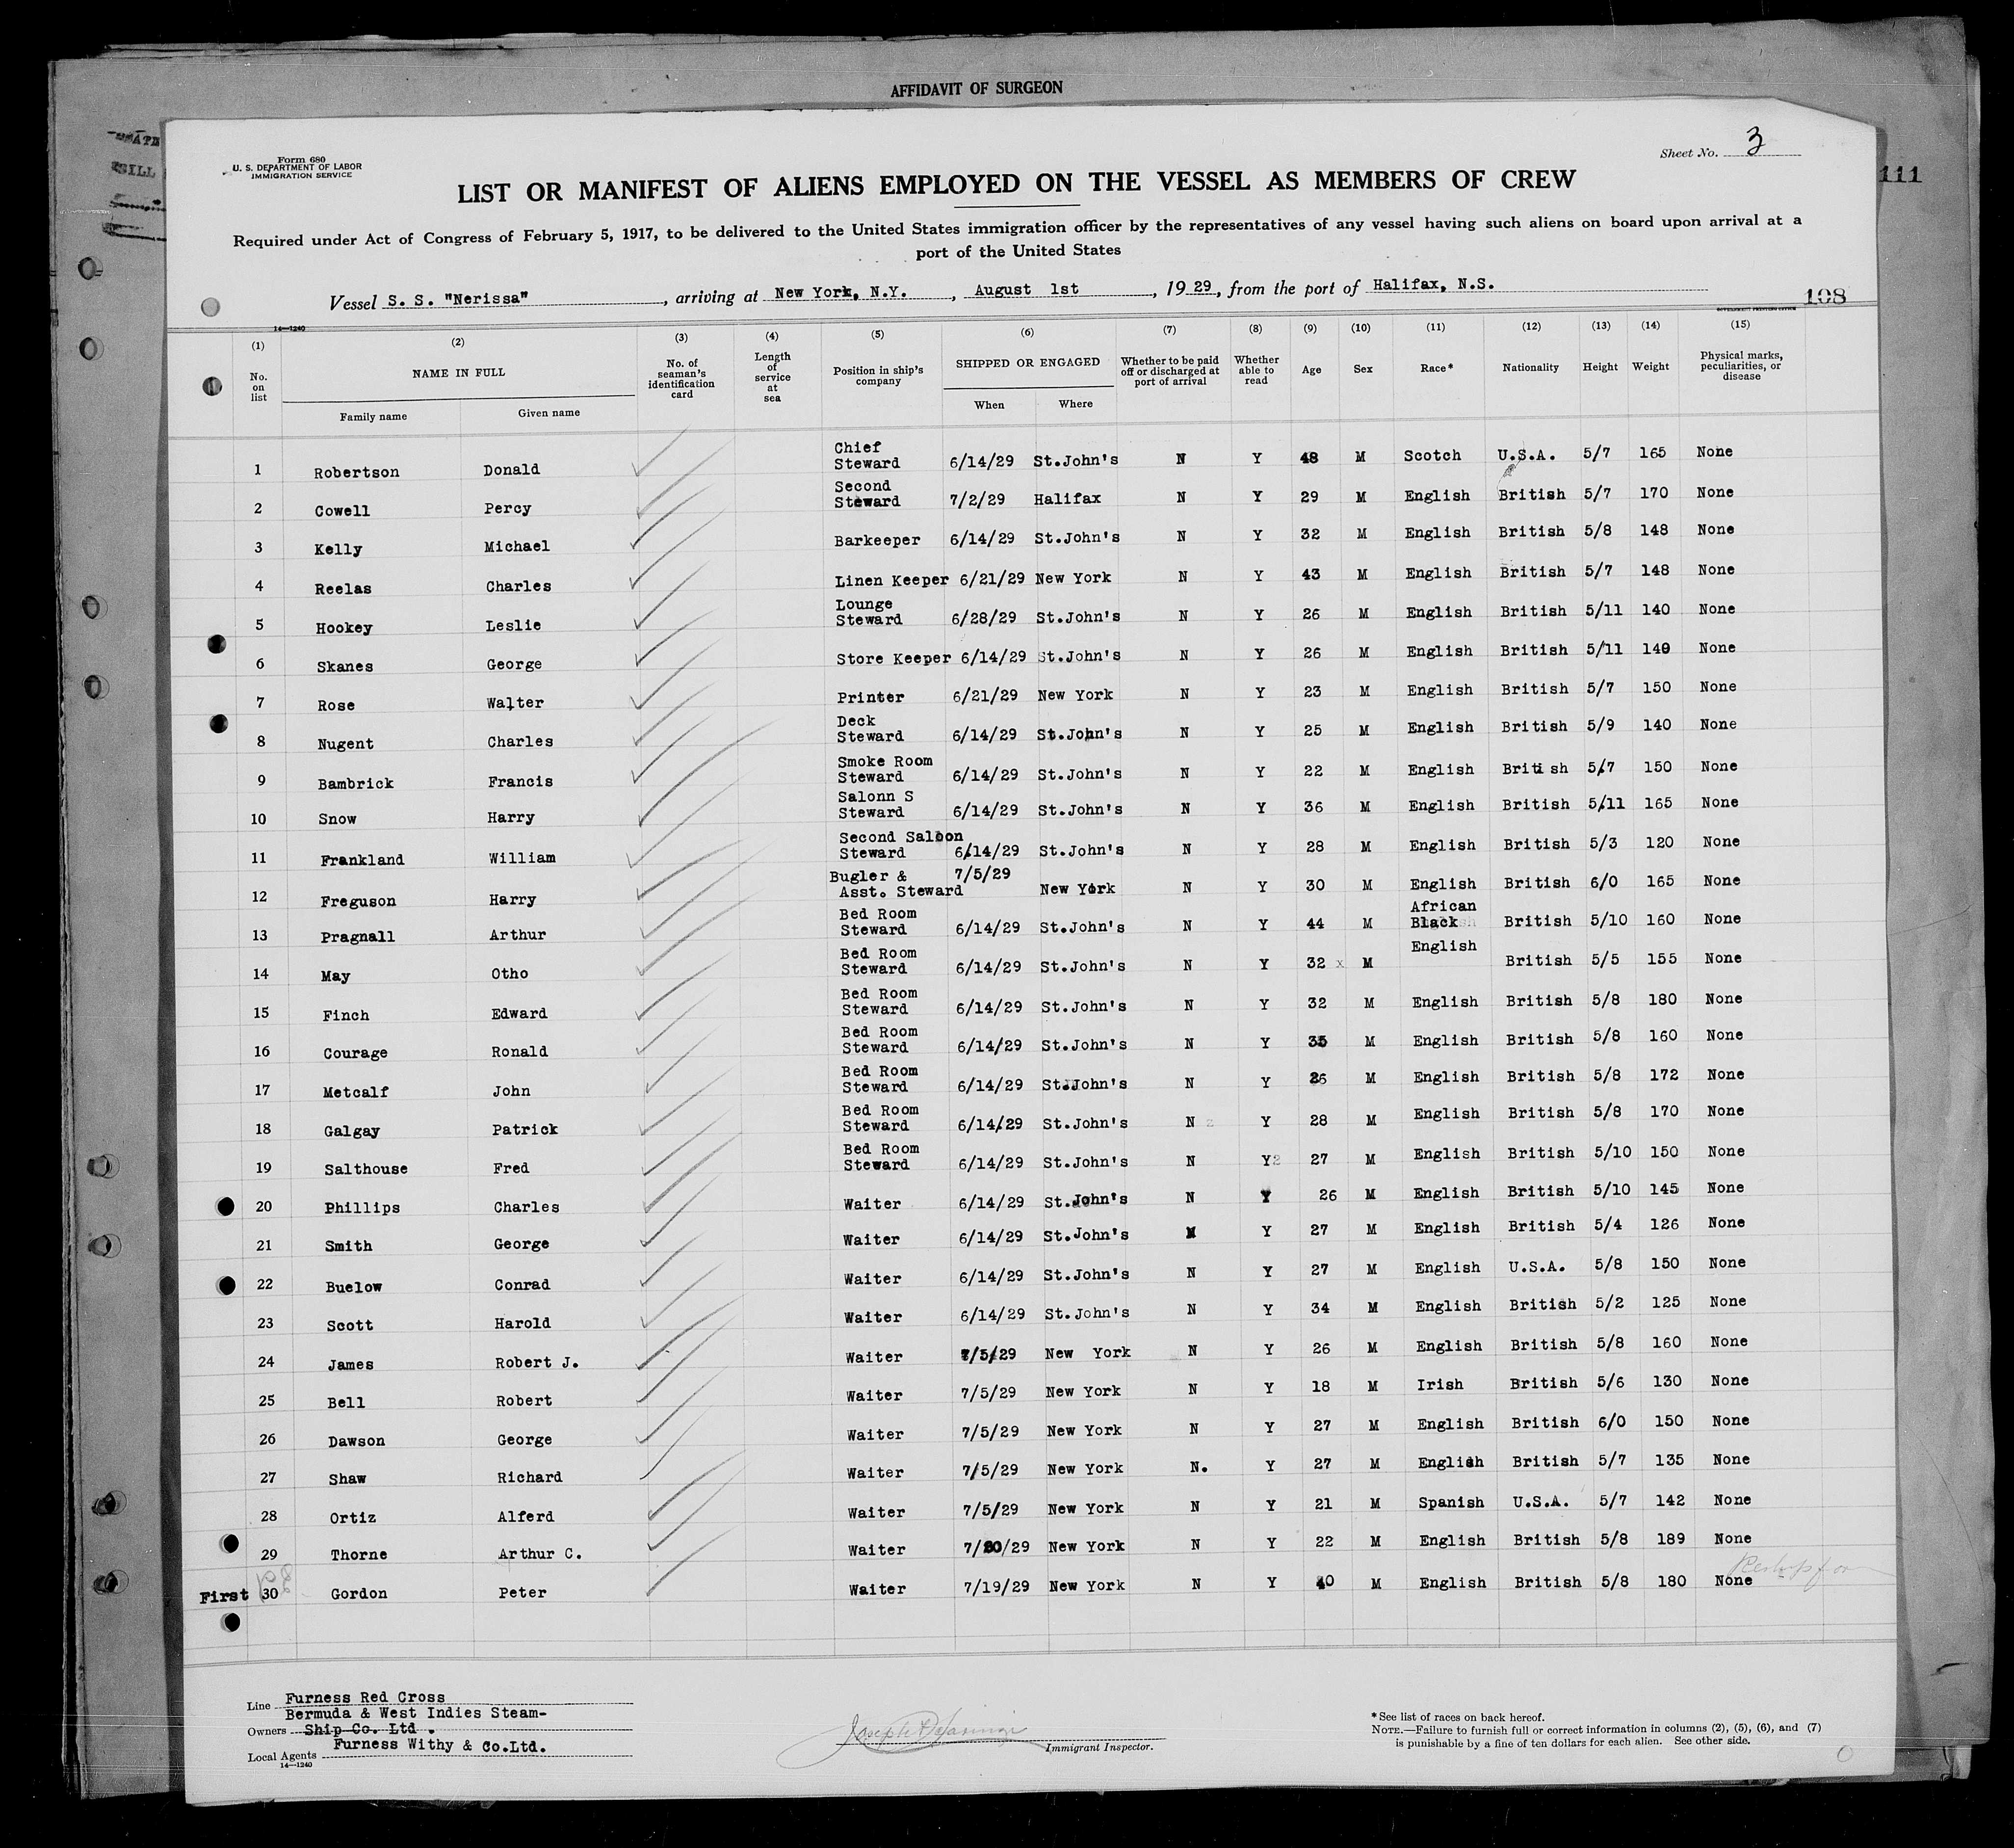 AFFIDAVIT OF SURGEON
Form 680
U. S. DEPARTMENT OF LABOR
IMMIGRATION SERVICE
Sheet No. 3
111
LIST OR MANIFEST OF ALIENS EMPLOYED ON THE VESSEL AS MEMBERS OF CREW
Required under Act of Congress of February 5, 1917, to be delivered to the United States immigration officer by the representatives of any vessel having such aliens on board upon arrival at a
port of the United States
Vessel S. S. "Nerissa", arriving at New York, N.Y., August 1st, 1929, from the port of Halifax, N.S.
108
14—1240
GOVERNMENT PRINTING OFFICE
(1) (2) (3) (4) (5) (6) (7) (8) (9) (10) (11) (12) (13) (14) (15)
No. on list NAME IN FULL Family name Given name No. of seaman's identification card Length of service at sea Position in ship's company SHIPPED OR ENGAGED When Where Whether to be paid off or discharged at port of arrival Whether able to read Age Sex Race* Nationality Height Weight Physical marks, peculiarities, or disease
1 Robertson Donald Chief Steward 6/14/29 St.John's N Y 48 M Scotch U.S.A. 5/7 165 None
2 Cowell Percy Second Steward 7/2/29 Halifax N Y 29 M English British 5/7 170 None
3 Kelly Michael Barkeeper 6/14/29 St.John's N Y 32 M English British 5/8 148 None
4 Reelas Charles Linen Keeper 6/21/29 New York N Y 43 M English British 5/7 148 None
5 Hookey Leslie Lounge Steward 6/28/29 St.John's N Y 26 M English British 5/11 140 None
6 Skanes George Store Keeper 6/14/29 St.John's N Y 26 M English British 5/11 140 None
7 Rose Walter Printer 6/21/29 New York N Y 23 M English British 5/7 150 None
8 Nugent Charles Deck Steward 6/14/29 St.John's N Y 25 M English British 5/9 140 None
9 Bambrick Francis Smoke Room Steward 6/14/29 St.John's N Y 22 M English British 5/7 150 None
10 Snow Harry Salonn S Steward 6/14/29 St.John's N Y 36 M English British 5/11 165 None
11 Frankland William Second Saloon Steward 6/14/29 St.John's N Y 28 M English British 5/3 120 None
12 Freguson Harry Bugler & Asst. Steward 7/5/29 New York N Y 30 M English British 6/0 165 None
13 Pragnall Arthur Bed Room Steward 6/14/29 St.John's N Y 44 M African Black British 5/10 160 None
14 May Otho Bed Room Steward 6/14/29 St.John's N Y 32 x M English British 5/5 155 None
15 Finch Edward Bed Room Steward 6/14/29 St.John's N Y 32 M English British 5/8 180 None
16 Courage Ronald Bed Room Steward 6/14/29 St.John's N Y 35 M English British 5/8 160 None
17 Metcalf John Bed Room Steward 6/14/29 St.John's N Y 26 M English British 5/8 172 None
18 Galgay Patrick Bed Room Steward 6/14/29 St.John's N 2 Y 28 M English British 5/8 170 None
19 Salthouse Fred Bed Room Steward 6/14/29 St.John's N Y2 27 M English British 5/10 150 None
20 Phillips Charles Waiter 6/14/29 St.John's N Y 26 M English British 5/10 145 None
21 Smith George Waiter 6/14/29 St.John's N Y 27 M English British 5/4 126 None
22 Buelow Conrad Waiter 6/14/29 St.John's N Y 27 M English U.S.A. 5/8 150 None
23 Scott Harold Waiter 6/14/29 St.John's N Y 34 M English British 5/2 125 None
24 James Robert J. Waiter 7/5/29 New York N Y 26 M English British 5/8 160 None
25 Bell Robert Waiter 7/5/29 New York N Y 18 M Irish British 5/6 130 None
26 Dawson George Waiter 7/5/29 New York N Y 27 M English British 6/0 150 None
27 Shaw Richard Waiter 7/5/29 New York N. Y 27 M English British 5/7 135 None
28 Ortiz Alferd Waiter 7/5/29 New York N Y 21 M Spanish U.S.A. 5/7 142 None
29 Thorne Arthur C. Waiter 7/20/29 New York N Y 22 M English British 5/8 189 None
First 30 Gordon Peter Waiter 7/19/29 New York N Y 40 M English British 5/8 180 None
Line Furness Red Cross
Bermuda & West Indies Steam-
Owners Ship Co. Ltd .
Furness Withy & Co.Ltd.
Local Agents
14—1240
Immigrant Inspector.
*See list of races on back hereof.
NOTE.—Failure to furnish full or correct information in columns (2), (5), (6), and (7)
is punishable by a fine of ten dollars for each alien. See other side.